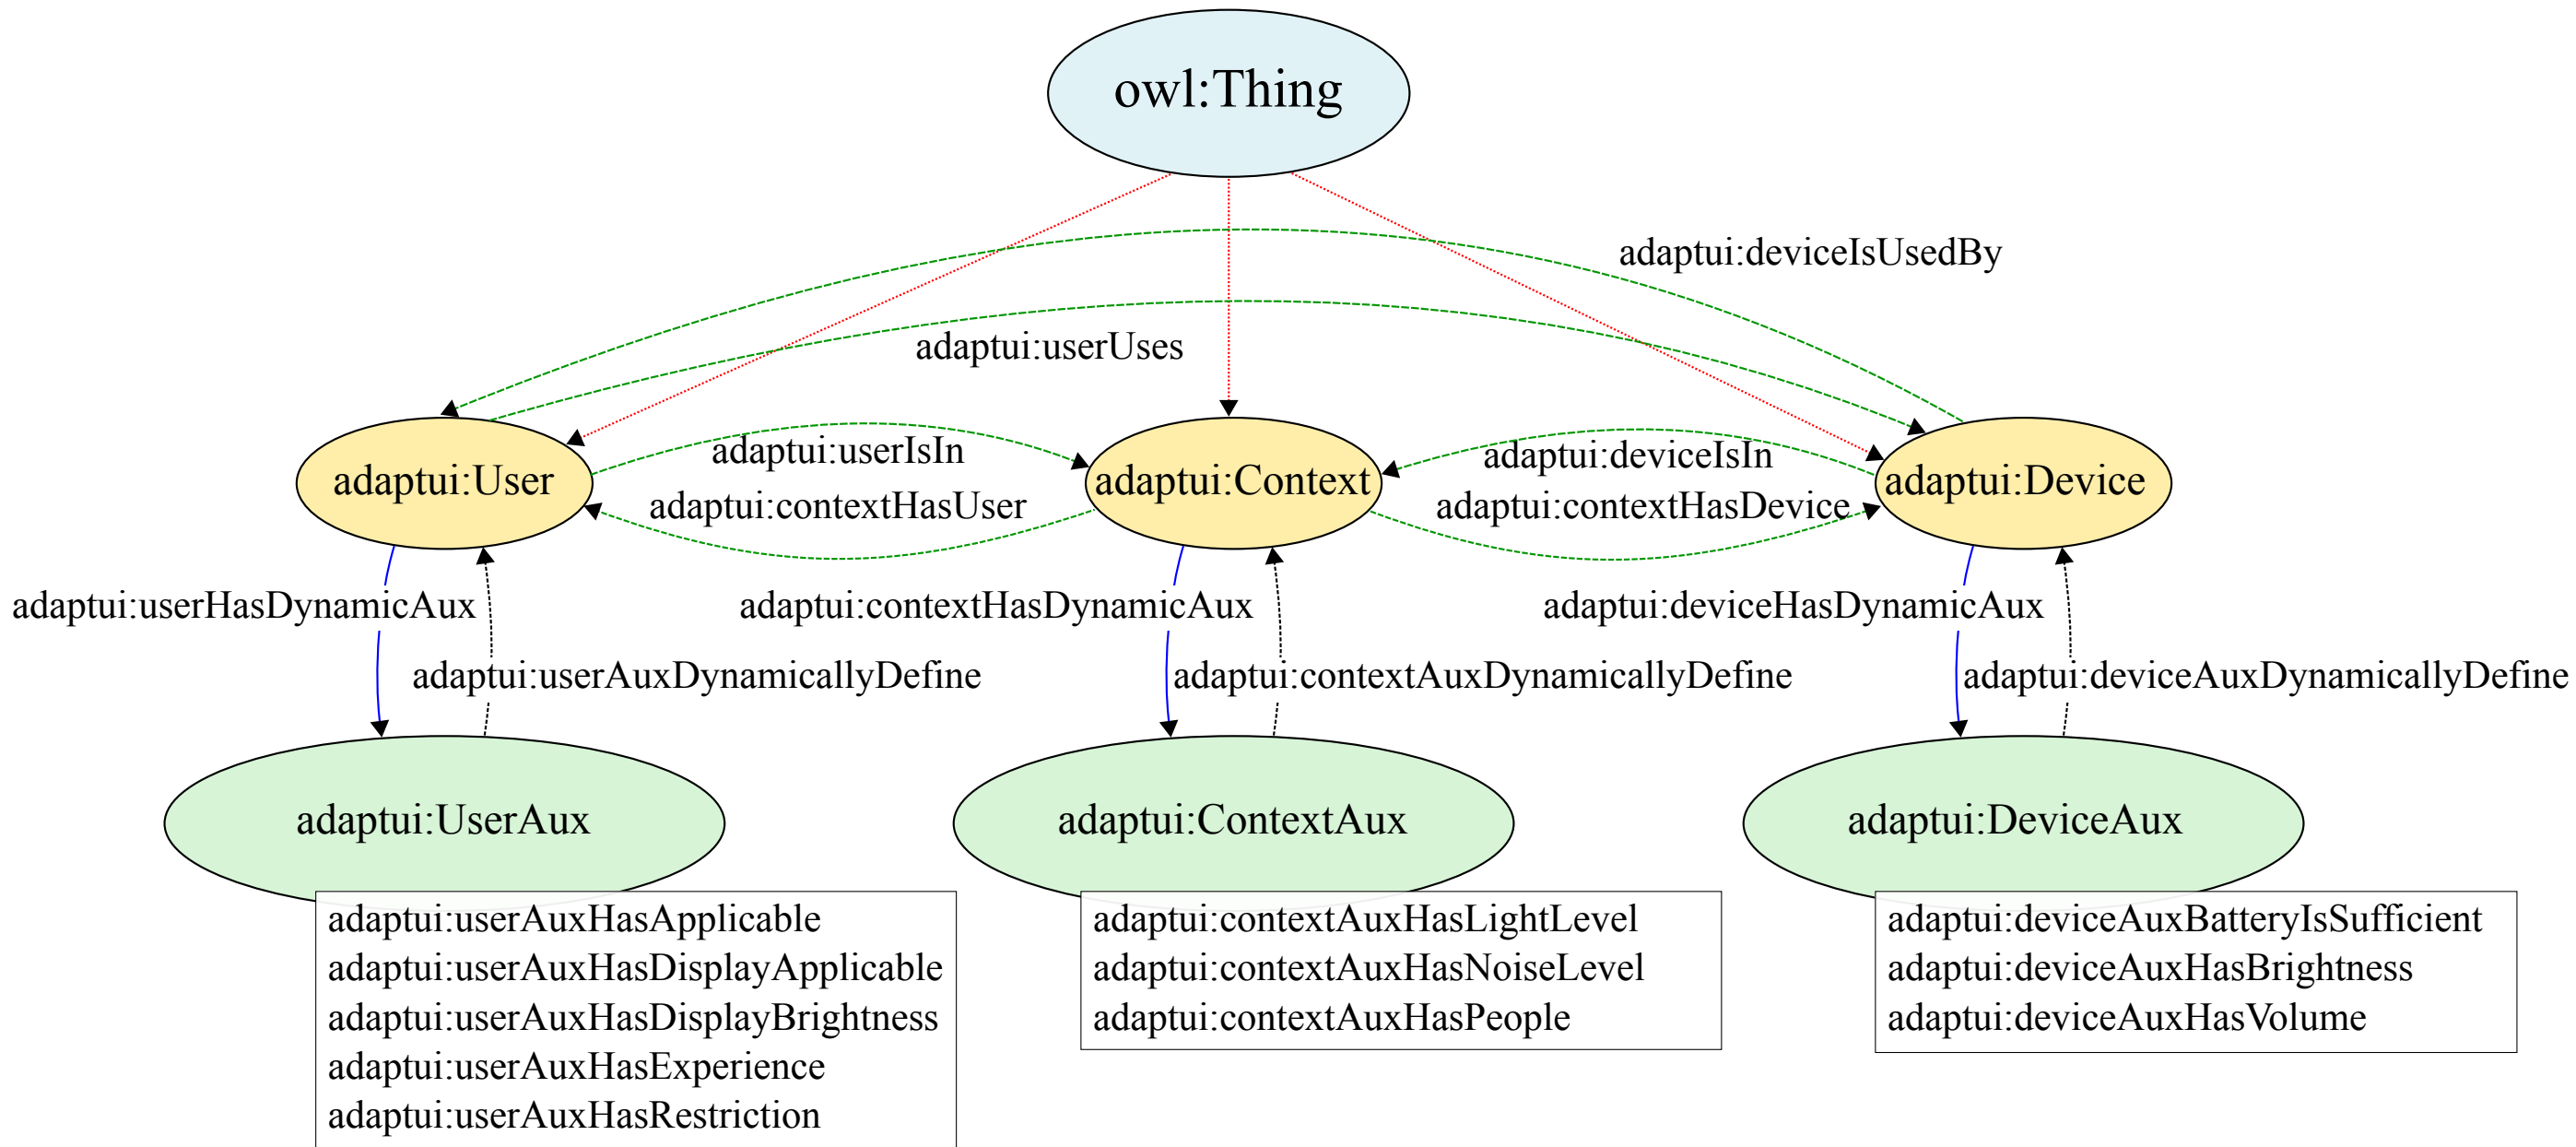 owl:Thing
adaptui:deviceIsUsedBy
adaptui:userUses
adaptui:User
adaptui:userIsIn
adaptui:contextHasUser
adaptui:Context
adaptui:deviceIsIn
adaptui:contextHasDevice
adaptui:Device
adaptui:userHasDynamicAux
adaptui:contextHasDynamicAux
adaptui:deviceHasDynamicAux
adaptui:userAuxDynamicallyDefine
adaptui:contextAuxDynamicallyDefine
adaptui:deviceAuxDynamicallyDefine
adaptui:UserAux
adaptui:ContextAux
adaptui:DeviceAux
adaptui:userAuxHasApplicable
adaptui:userAuxHasDisplayApplicable
adaptui:userAuxHasDisplayBrightness
adaptui:userAuxHasExperience
adaptui:userAuxHasRestriction
adaptui:contextAuxHasLightLevel
adaptui:contextAuxHasNoiseLevel
adaptui:contextAuxHasPeople
adaptui:deviceAuxBatteryIsSufficient
adaptui:deviceAuxHasBrightness
adaptui:deviceAuxHasVolume